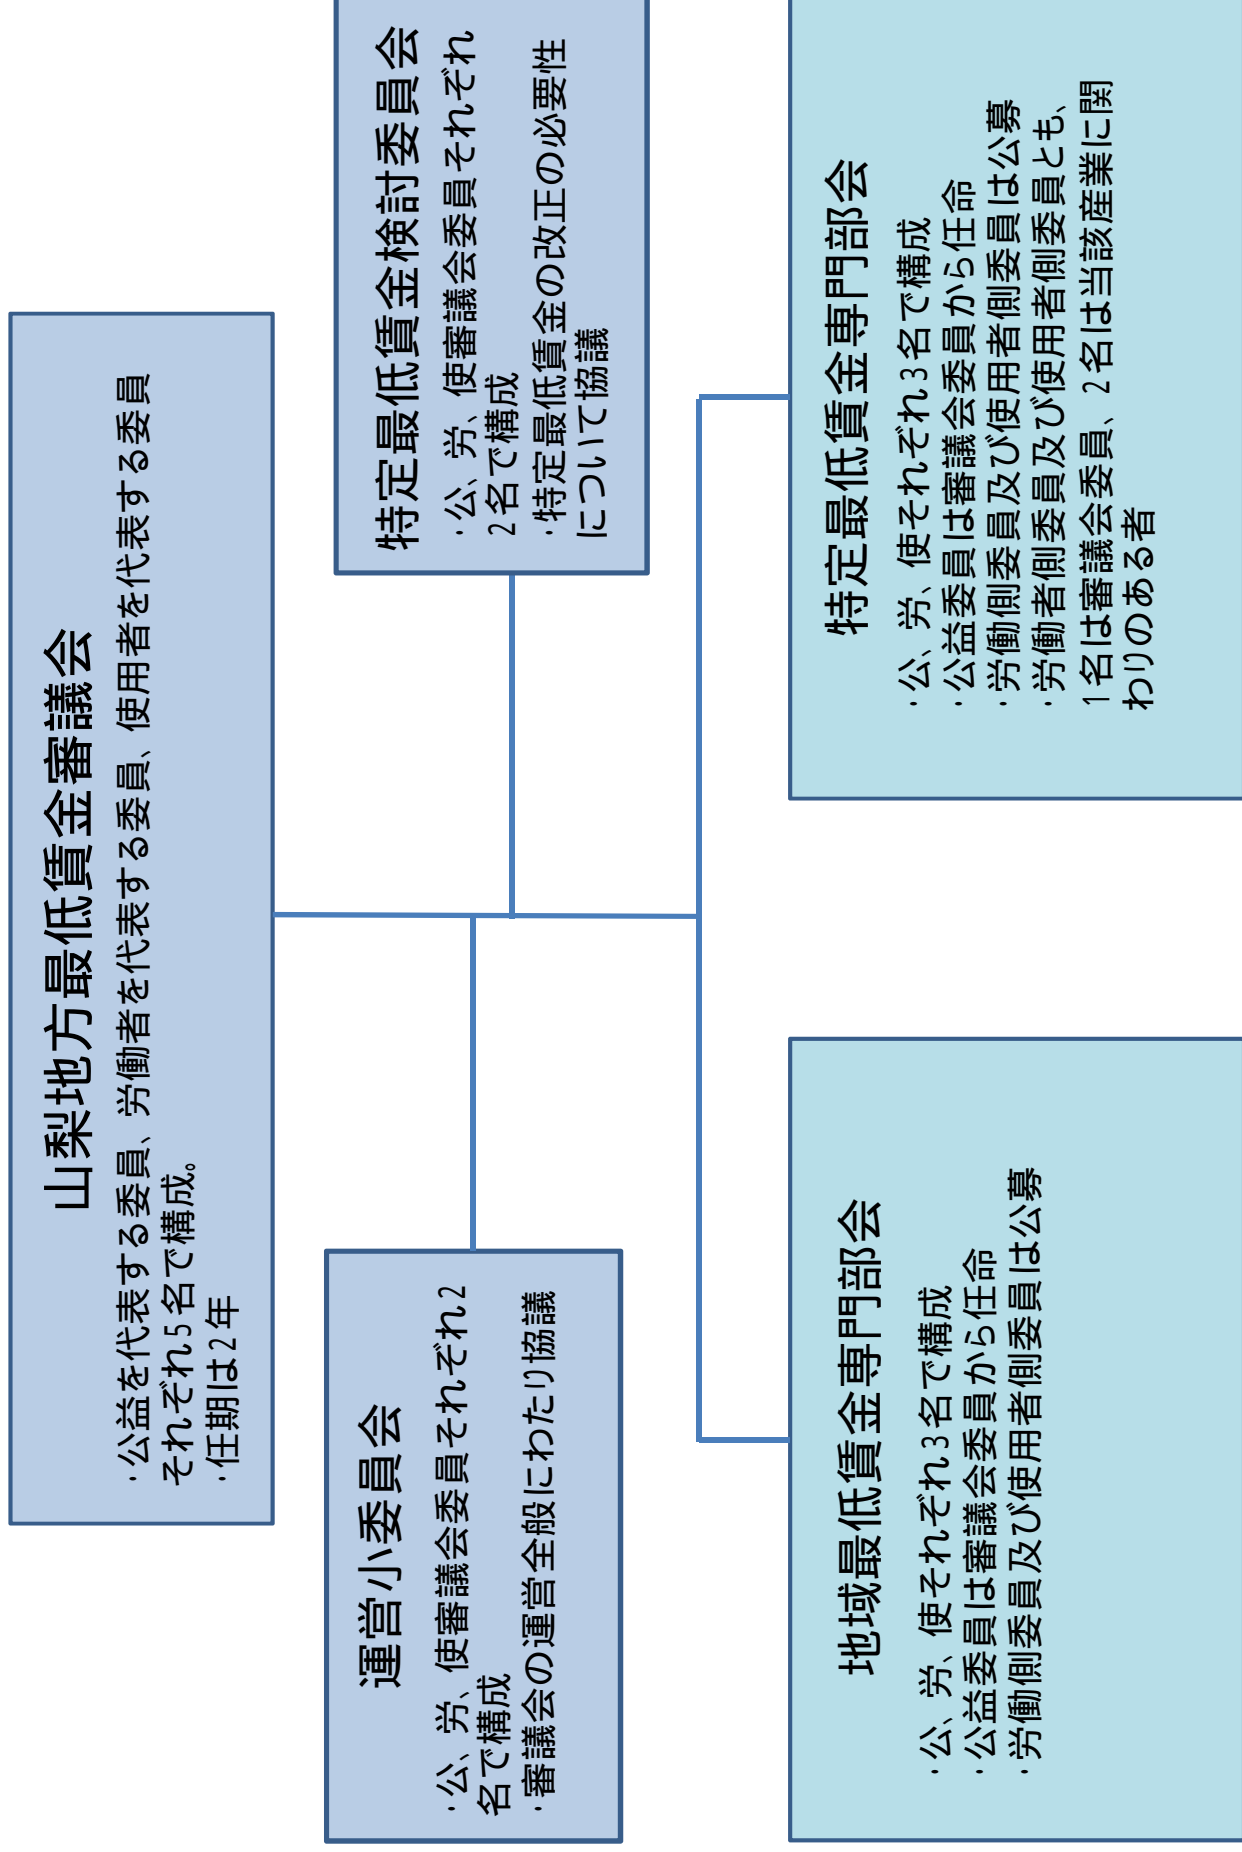 山梨地方最低賃金審議会
・公益を代表する委員、労働者を代表する委員、使用者を代表する委員
それぞれ5名で構成。
・任期は2年
運営小委員会
・公、労、使審議会委員それぞれ2
名で構成
・審議会の運営全般にわたり協議
特定最低賃金検討委員会
・公、労、使審議会委員それぞれ
2名で構成
・特定最低賃金の改正の必要性
について協議
地域最低賃金専門部会
・公、労、使それぞれ3名で構成
・公益委員は審議会委員から任命
・労働側委員及び使用者側委員は公募
特定最低賃金専門部会
・公、労、使それぞれ3名で構成
・公益委員は審議会委員から任命
・労働側委員及び使用者側委員は公募
・労働者側委員及び使用者側委員とも、
1名は審議会委員、2名は当該産業に関
わりのある者